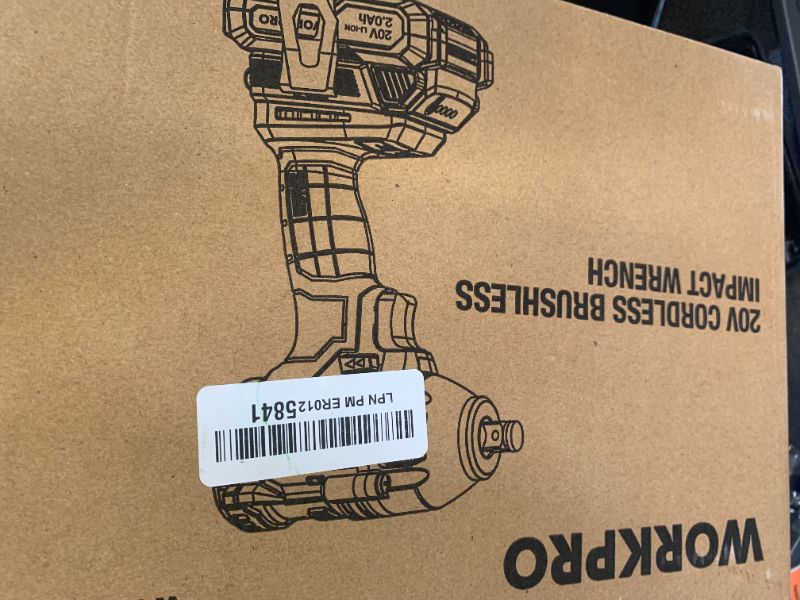 WORKPRO
20V CORDLESS BRUSHLESS
IMPACT WRENCH
LPN PM ER0125841
20V LI-ION
2.0Ah